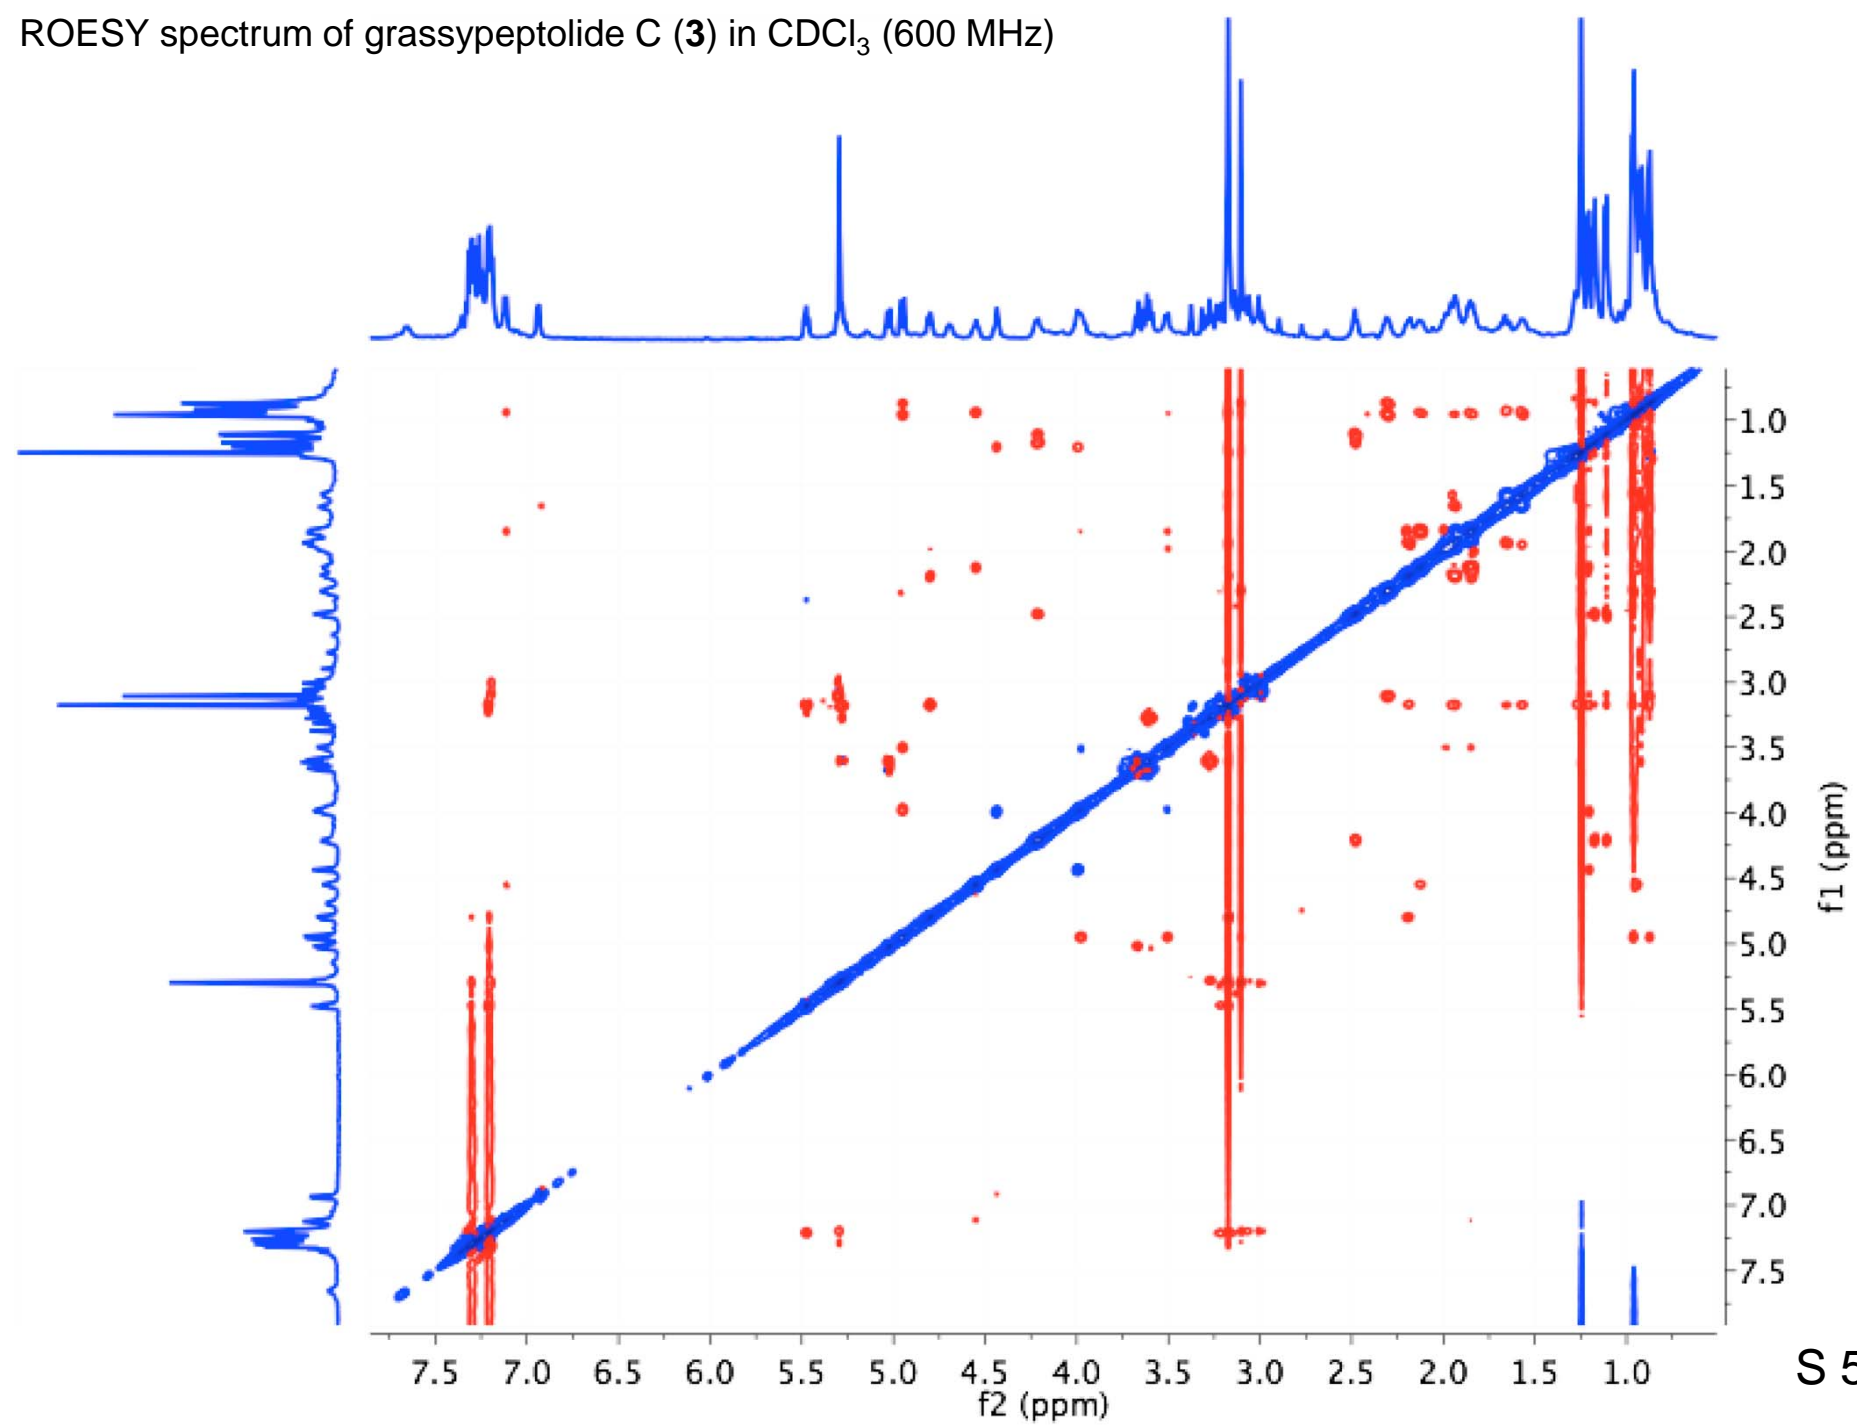 ROESY spectrum of grassypeptolide C (3) in CDCl3 (600 MHz)
1.0
1.5
2.0
2.5
3.0
3.5
4.0
4.5
5.0
5.5
6.0
6.5
7.0
7.5
f1 (ppm)
7.5 7.0 6.5 6.0 5.5 5.0 4.5 4.0 3.5 3.0 2.5 2.0 1.5 1.0
f2 (ppm)
S 5